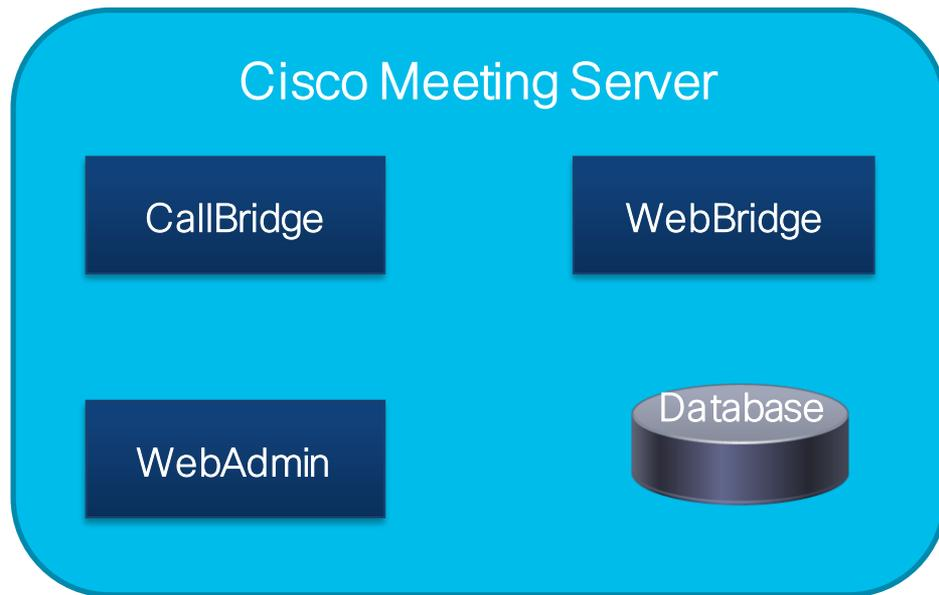 Cisco Meeting Server
CallBridge
WebBridge
WebAdmin
Database